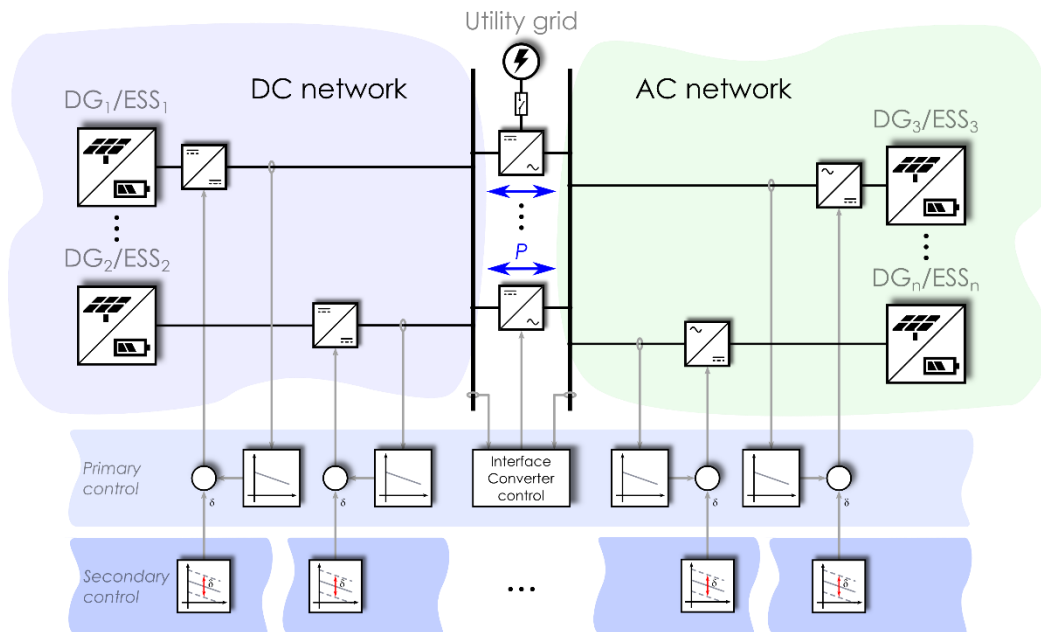 Utility grid
DC network
AC network
DG1/ESS1
DG3/ESS3
P
DG2/ESS2
DGn/ESSn
Primary
control
Interface
Converter
control
δ
δ
δ
δ
Secondary
control
δ
δ
δ
δ